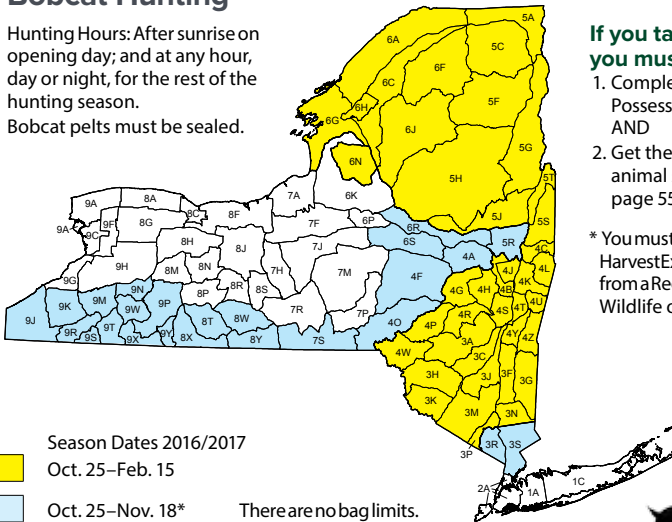 Bobcat Hunting
Hunting Hours: After sunrise on
opening day; and at any hour,
day or night, for the rest of the
hunting season.
Bobcat pelts must be sealed.
If you ta
you mus
1. Comple
Possess
AND
2. Get the
animal
page 55
* You must
HarvestEx
from a Re
Wildlife o
5A
6A
5C
6F
6C
5F
6H
6G
6J
5G
6N
5H
5T
7A
6K
9A
8A
8C
8F
5J
5S
9F
8G
7F
6P
6R
9A
9C
6S
5R
8H
8J
7J
4A
4C
9H
8M
8N
7H
7M
4F
4J
4L
9G
4K
8P
8R
8S
4G
4H
4B
9N
9K
9M
9P
7R
7P
4R
4S
4T
4U
9W
9J
8T
8W
4O
4P
9R
9S
9T
9X
9Y
8X
8Y
7S
3A
4Y
4Z
4W
3C
3H
3J
3F
3G
3K
3M
3N
3P
3R
3S
2A
1A
1C
Season Dates 2016/2017
Oct. 25–Feb. 15
Oct. 25–Nov. 18*
There are no bag limits.